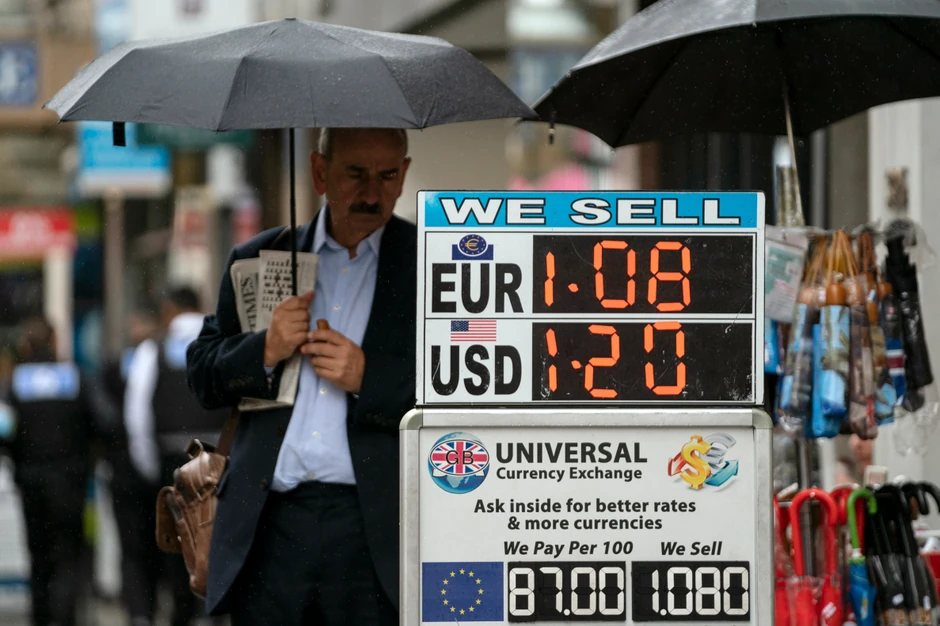 WE SELL
EUR 1.08
USD 1.20
GB
UNIVERSAL
Currency Exchange
Ask inside for better rates
& more currencies
We Pay Per 100 We Sell
87.00 1.080
TIMES